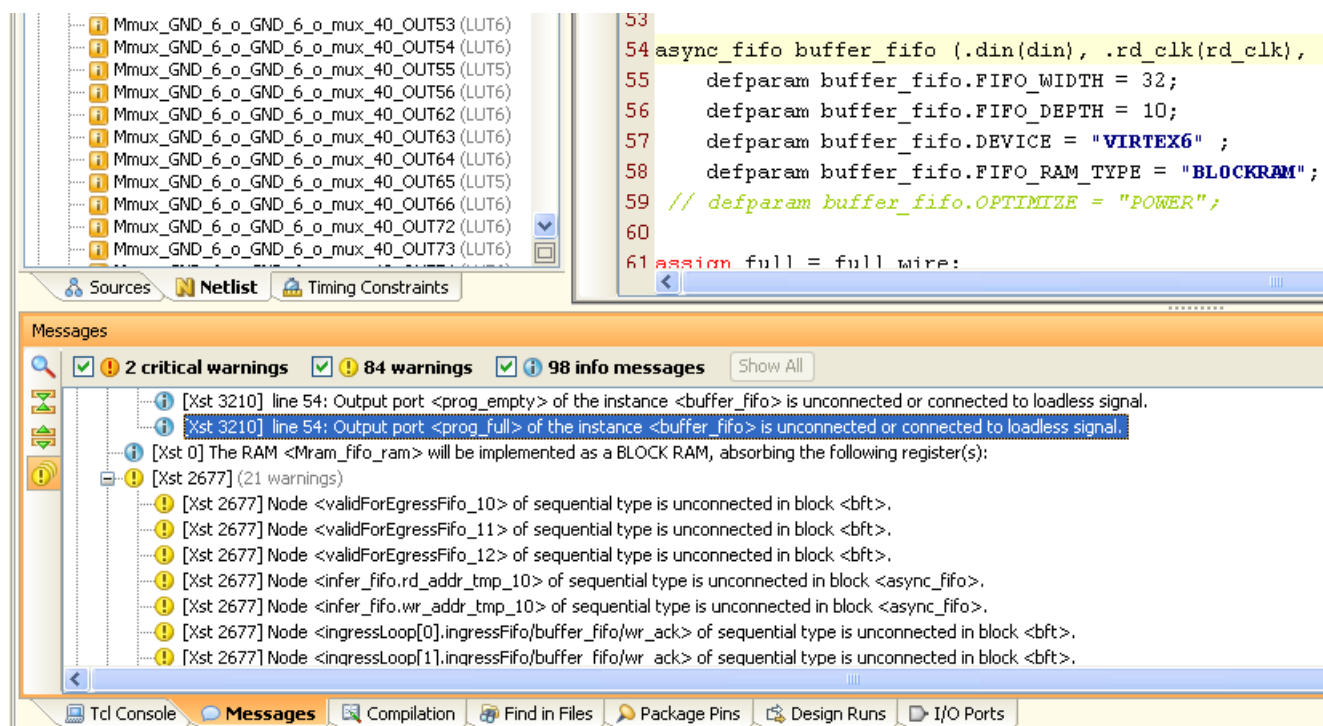 Mmux_GND_6_o_GND_6_o_mux_40_OUT53 (LUT6)
Mmux_GND_6_o_GND_6_o_mux_40_OUT54 (LUT6)
Mmux_GND_6_o_GND_6_o_mux_40_OUT55 (LUT5)
Mmux_GND_6_o_GND_6_o_mux_40_OUT56 (LUT2)
Mmux_GND_6_o_GND_6_o_mux_40_OUT62 (LUT6)
Mmux_GND_6_o_GND_6_o_mux_40_OUT63 (LUT6)
Mmux_GND_6_o_GND_6_o_mux_40_OUT64 (LUT6)
Mmux_GND_6_o_GND_6_o_mux_40_OUT65 (LUT5)
Mmux_GND_6_o_GND_6_o_mux_40_OUT66 (LUT2)
Mmux_GND_6_o_GND_6_o_mux_40_OUT72 (LUT6)
Mmux_GND_6_o_GND_6_o_mux_40_OUT73 (LUT6)
Sources Netlist Timing Constraints
53
54 async_fifo buffer_fifo (.din(din), .rd_clk(rd_clk),
55 defparam buffer_fifo.FIFO_WIDTH = 32;
56 defparam buffer_fifo.FIFO_DEPTH = 10;
57 defparam buffer_fifo.DEVICE = "VIRTEX6" ;
58 defparam buffer_fifo.FIFO_RAM_TYPE = "BLOCKRAM";
59 // defparam buffer_fifo.OPTIMIZE = "POWER";
60
61 assign full = full_wire;
Messages
2 critical warnings 84 warnings 98 info messages Show All
[Xst 3210] line 54: Output port <prog_empty> of the instance <buffer_fifo> is unconnected or connected to loadless signal.
[Xst 3210] line 54: Output port <prog_full> of the instance <buffer_fifo> is unconnected or connected to loadless signal.
[Xst 0] The RAM <Mram_fifo_ram> will be implemented as a BLOCK RAM, absorbing the following register(s):
[Xst 2677] (21 warnings)
[Xst 2677] Node <validForEgressFifo_10> of sequential type is unconnected in block <bft>.
[Xst 2677] Node <validForEgressFifo_11> of sequential type is unconnected in block <bft>.
[Xst 2677] Node <validForEgressFifo_12> of sequential type is unconnected in block <bft>.
[Xst 2677] Node <infer_fifo.rd_addr_tmp_10> of sequential type is unconnected in block <async_fifo>.
[Xst 2677] Node <infer_fifo.wr_addr_tmp_10> of sequential type is unconnected in block <async_fifo>.
[Xst 2677] Node <ingressLoop[0].ingressFifo/buffer_fifo/wr_ack> of sequential type is unconnected in block <bft>.
[Xst 2677] Node <ingressLoop[1].ingressFifo/buffer_fifo/wr_ack> of sequential type is unconnected in block <bft>.
Tcl Console Messages Compilation Find in Files Package Pins Design Runs I/O Ports